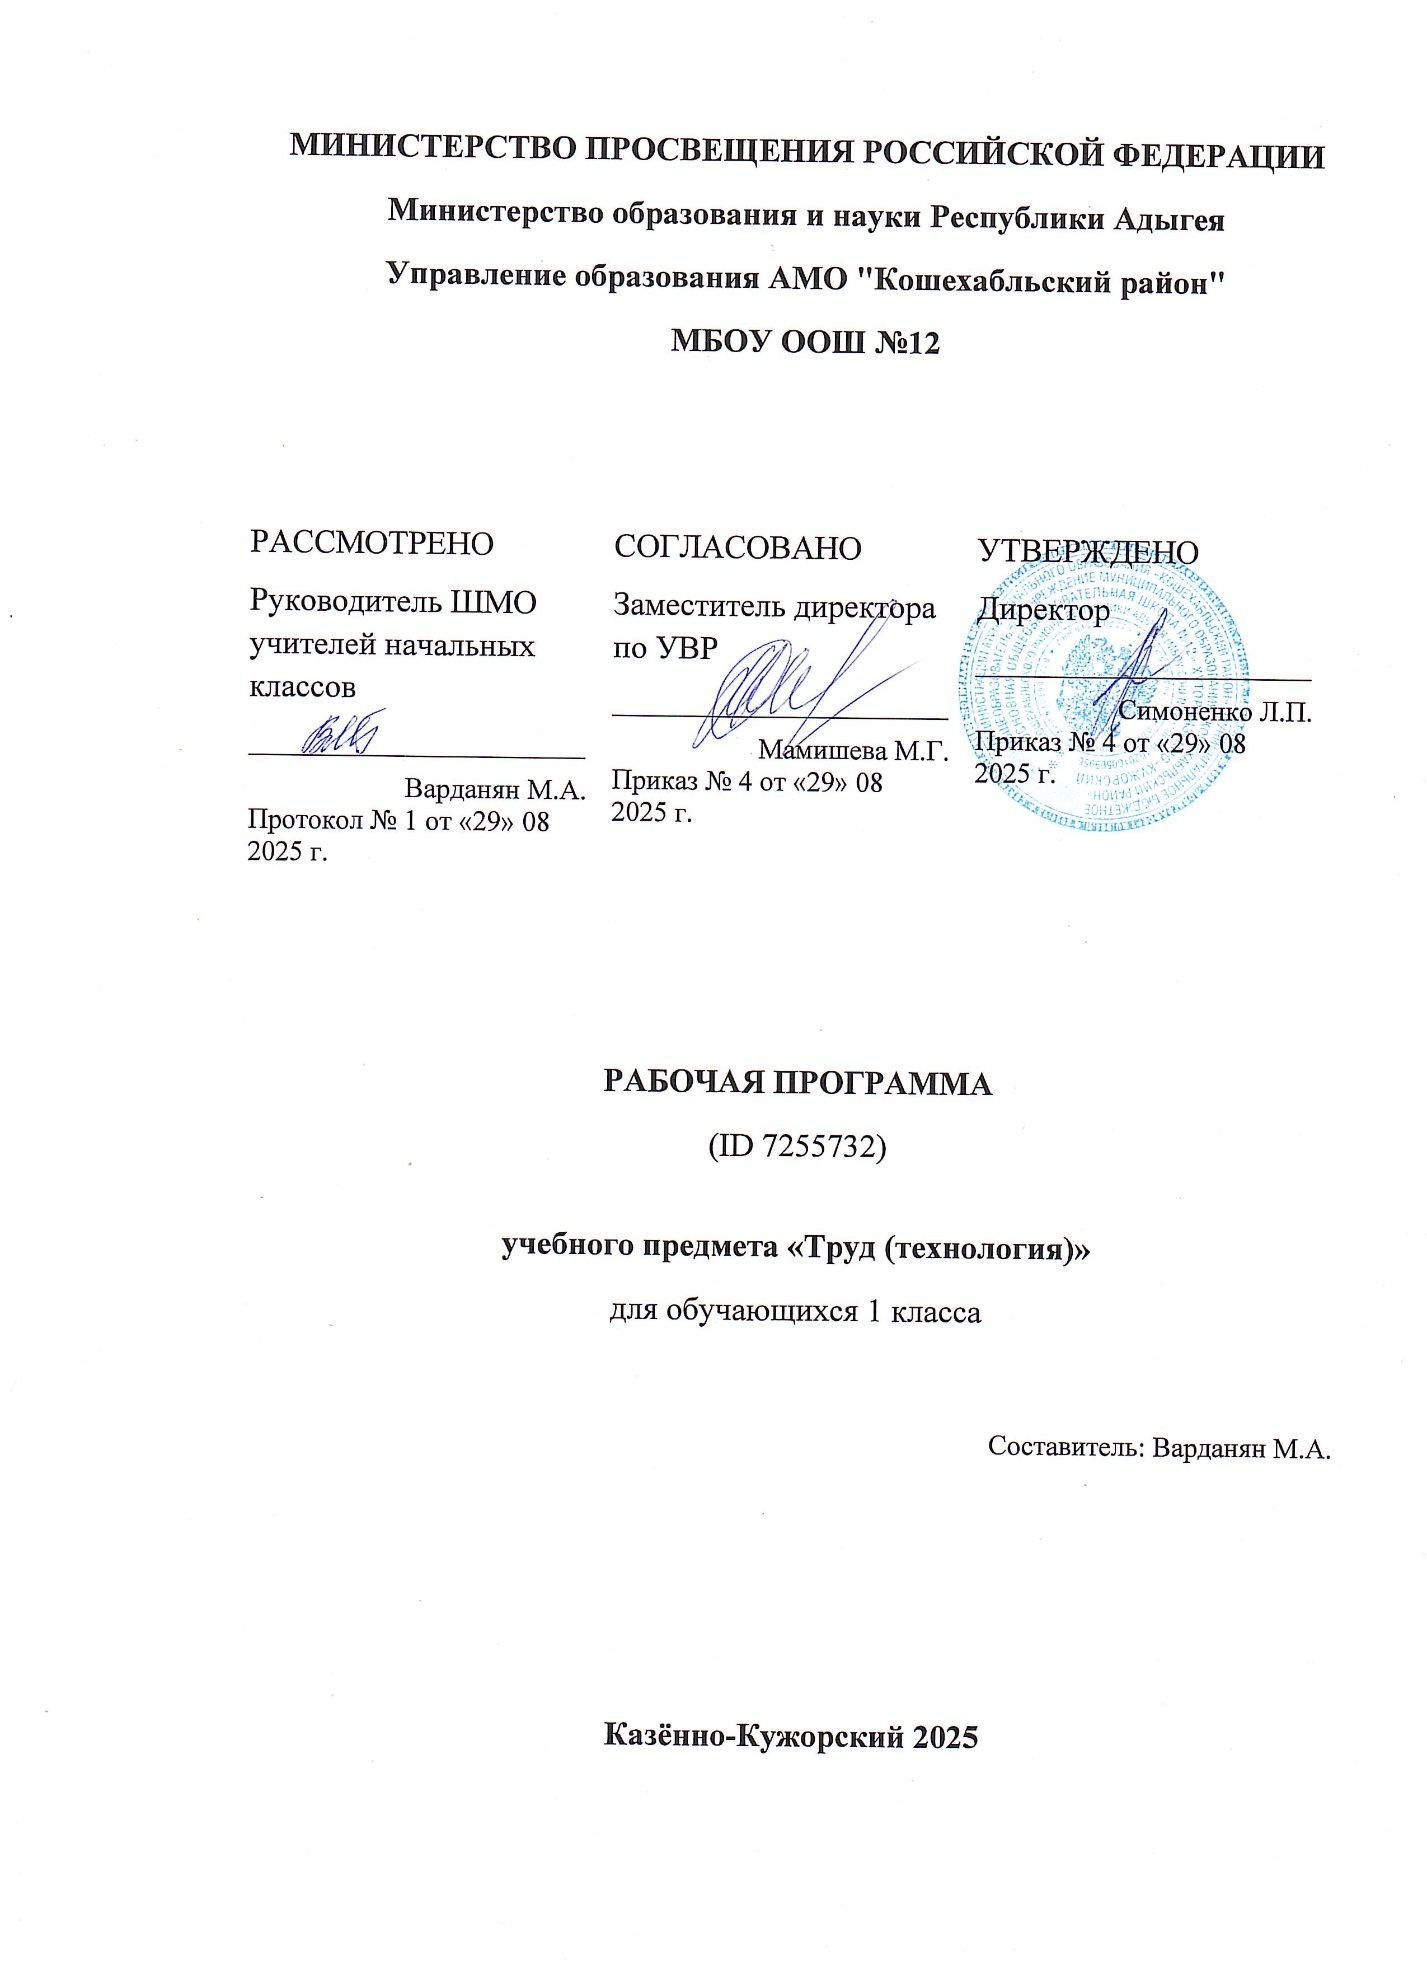 МИНИСТЕРСТВО ПРОСВЕЩЕНИЯ РОССИЙСКОЙ ФЕДЕРАЦИИ
Министерство образования и науки Республики Адыгея
Управление образования АМО "Кошехабльский район"
МБОУ ООШ №12
РАССМОТРЕНО
Руководитель ШМО
учителей начальных
классов
Варданян М.А.
Протокол № 1 от «29» 08
2025 г.
СОГЛАСОВАНО
Заместитель директора
по УВР
Мамишева М.Г.
Приказ № 4 от «29» 08
2025 г.
УТВЕРЖДЕНО
Директор
Симоненко Л.П.
Приказ № 4 от «29» 08
2025 г.
РАБОЧАЯ ПРОГРАММА
(ID 7255732)
учебного предмета «Труд (технология)»
для обучающихся 1 класса
Составитель: Варданян М.А.
Казённо-Кужорский 2025